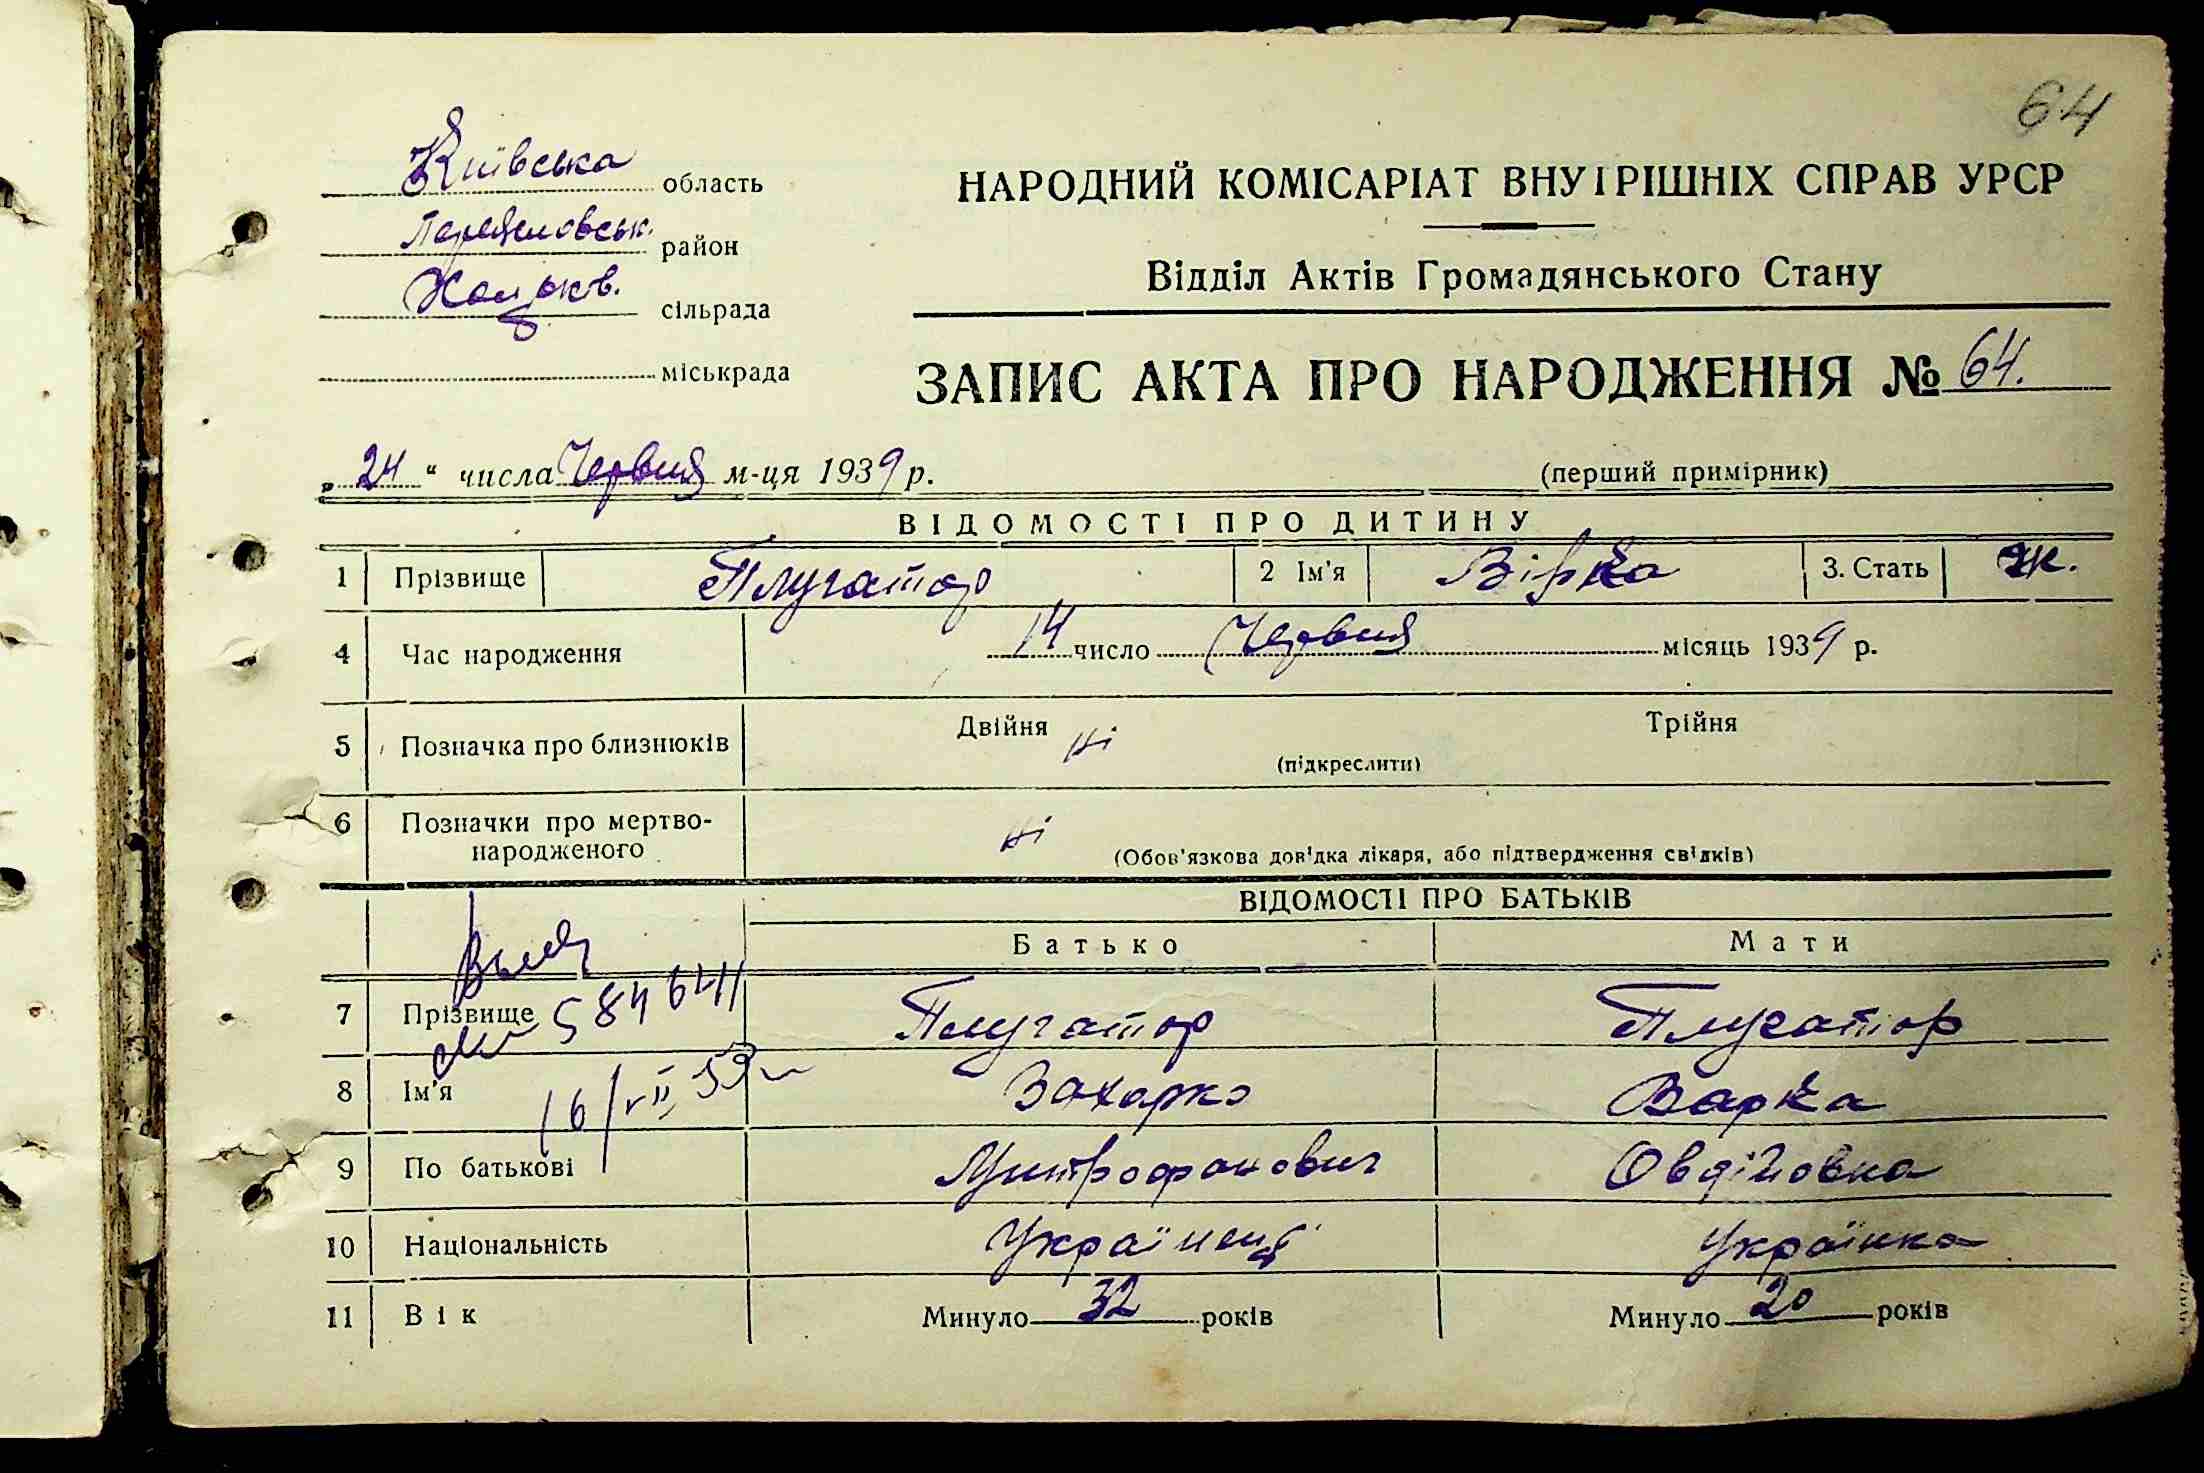 64
Київська область
Переяславськ. район
Хоцьків. сільрада
міськрада
НАРОДНИЙ КОМІСАРІАТ ВНУТРІШНІХ СПРАВ УРСР
Відділ Актів Громадянського Стану
ЗАПИС АКТА ПРО НАРОДЖЕННЯ № 64.
„24“ числа Червня м-ця 1939 р.
(перший примірник)
ВІДОМОСТІ ПРО ДИТИНУ
1 Прізвище Плугатор 2 Ім'я Вірка 3. Стать ж.
4 Час народження 14 число Червня місяць 1939 р.
5 Позначка про близнюків Двійня ні Трійня
(підкреслити)
6 Позначки про мертво-
народженого ні (Обов'язкова довідка лікаря, або підтвердження свідків)
ВІДОМОСТІ ПРО БАТЬКІВ
Батько Мати
7 Прізвище Плугатор Плугатор
№ 584641
8 Ім'я Захарко Варка
16/VII 53
9 По батькові Митрофанович Овдійовна
10 Національність Українець Українка
11 Вік Минуло 32 років Минуло 20 років